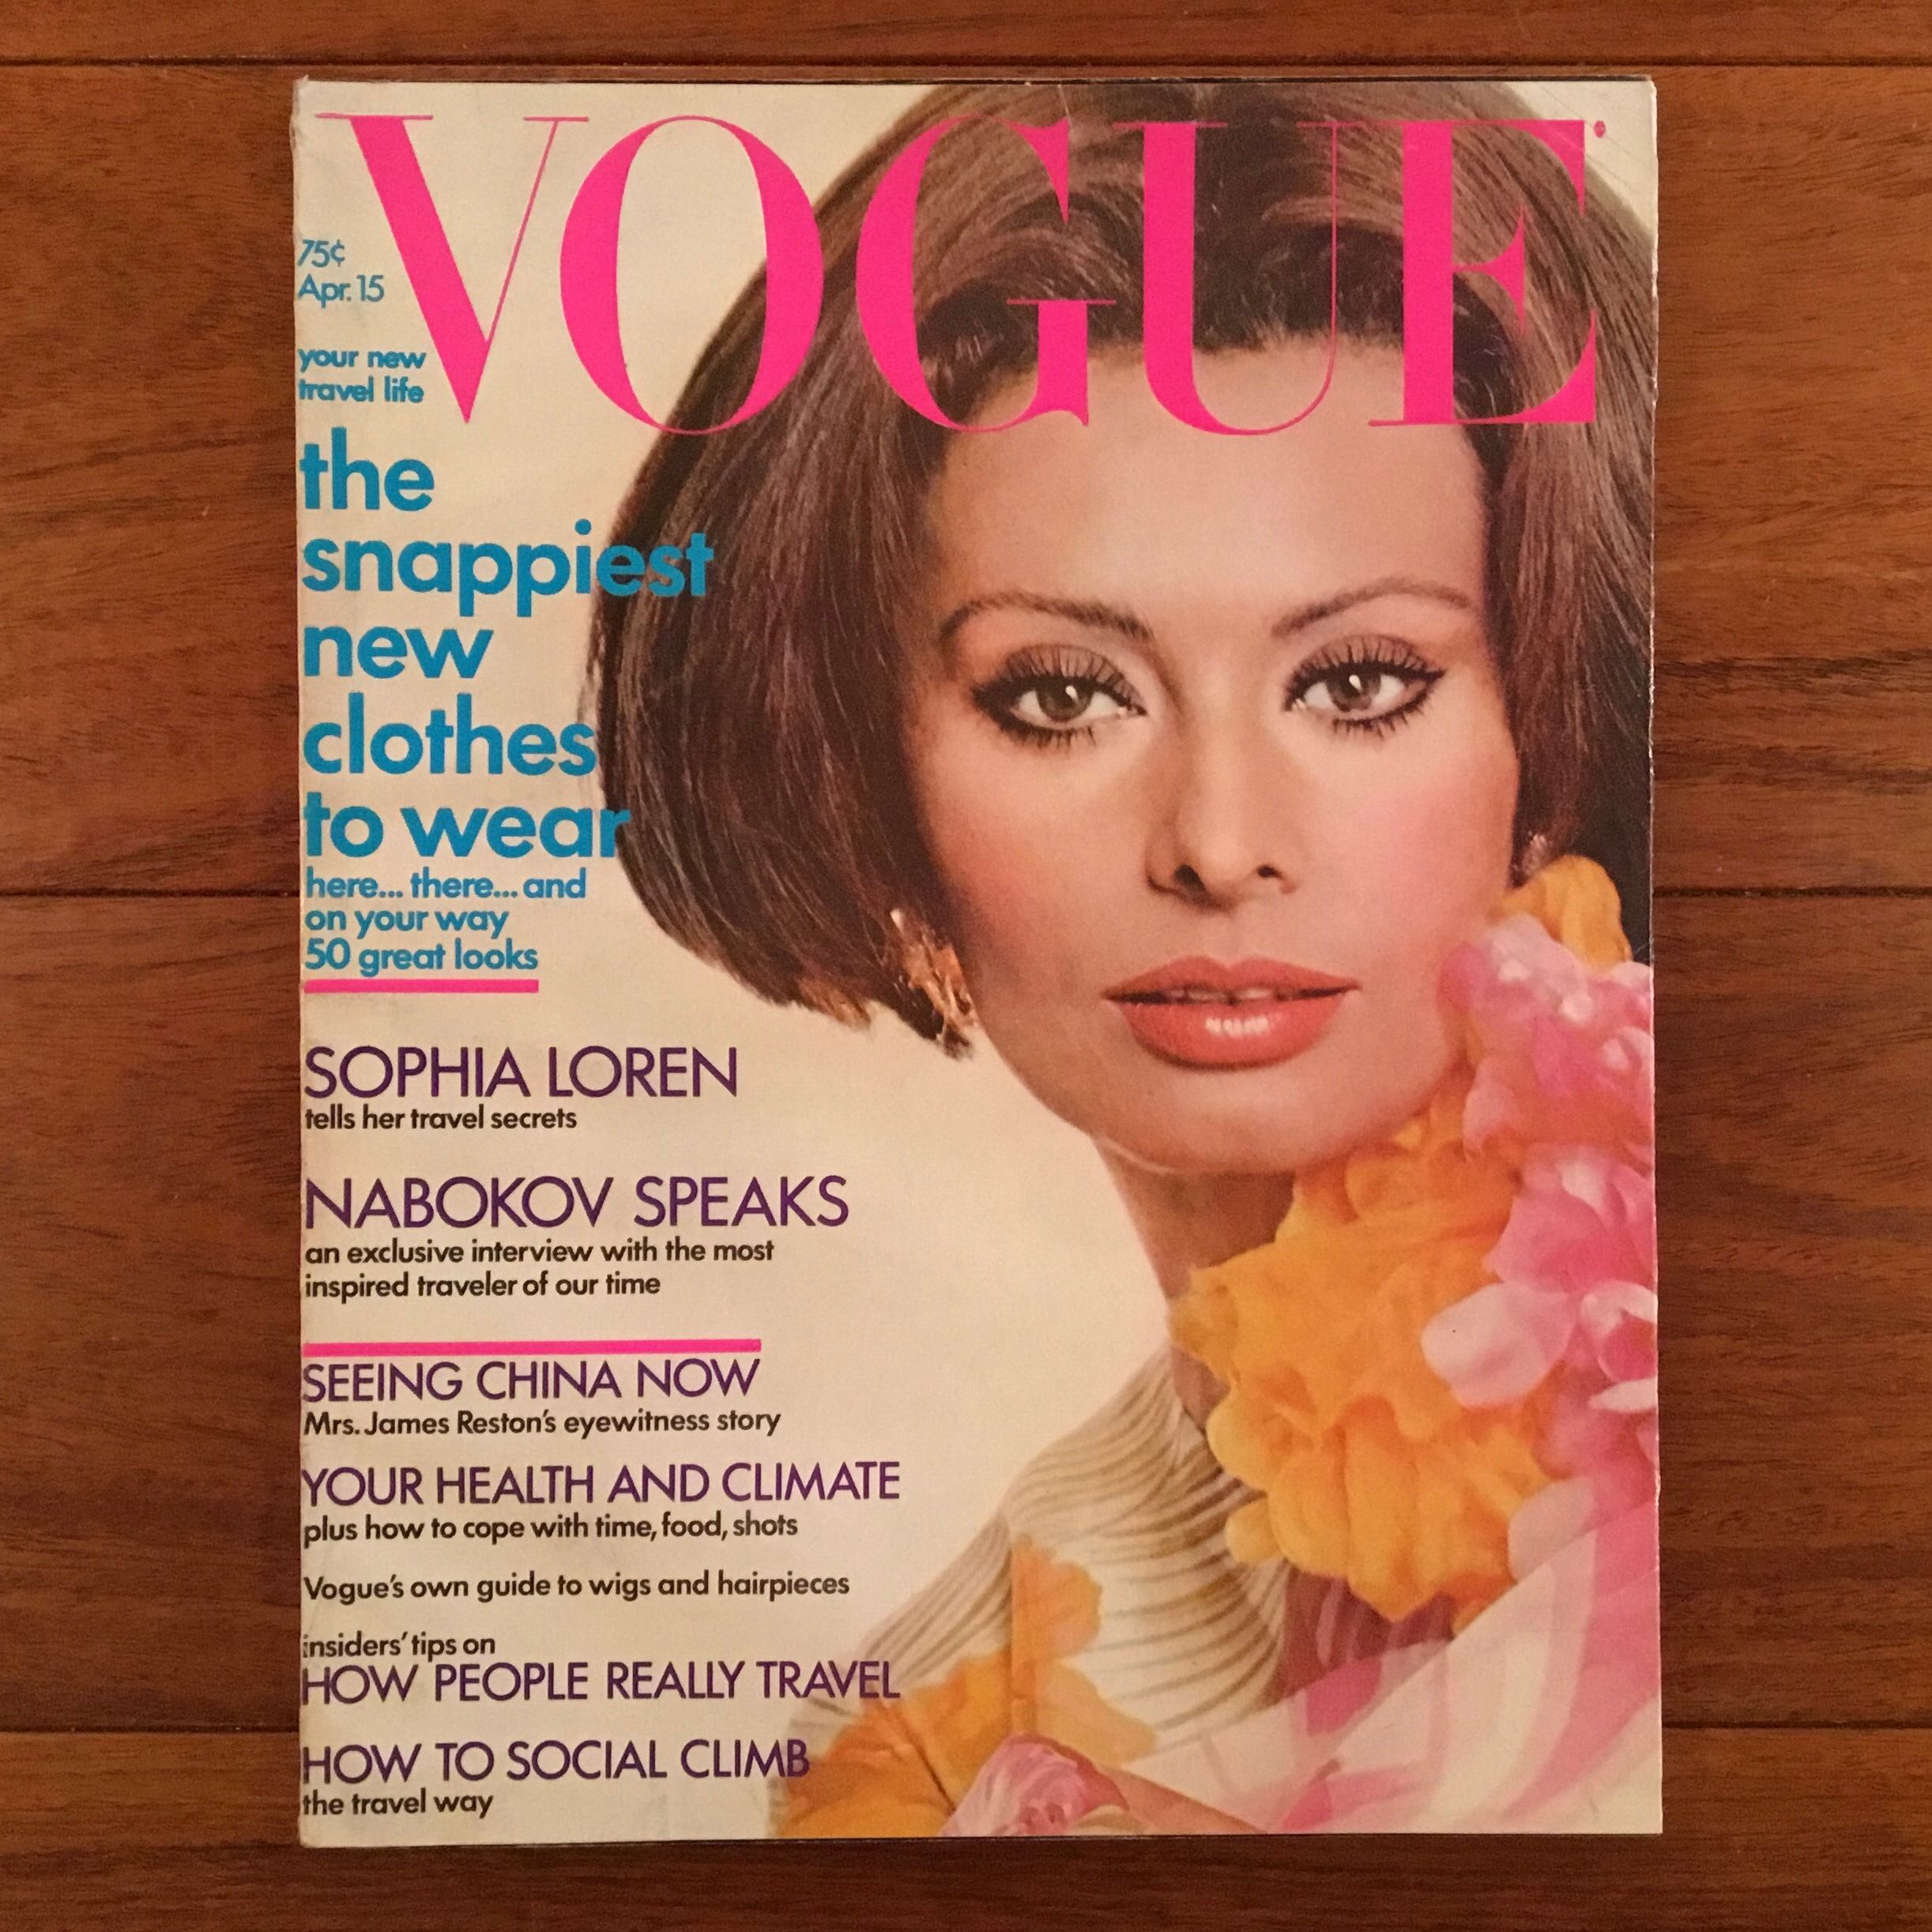 VOGUE
75¢
Apr. 15
your new
travel life
the
snappiest
new
clothes
to wear
here... there... and
on your way
50 great looks
SOPHIA LOREN
tells her travel secrets
NABOKOV SPEAKS
an exclusive interview with the most
inspired traveler of our time
SEEING CHINA NOW
Mrs. James Reston's eyewitness story
YOUR HEALTH AND CLIMATE
plus how to cope with time, food, shots
Vogue's own guide to wigs and hairpieces
insiders' tips on
HOW PEOPLE REALLY TRAVEL
HOW TO SOCIAL CLIMB
the travel way